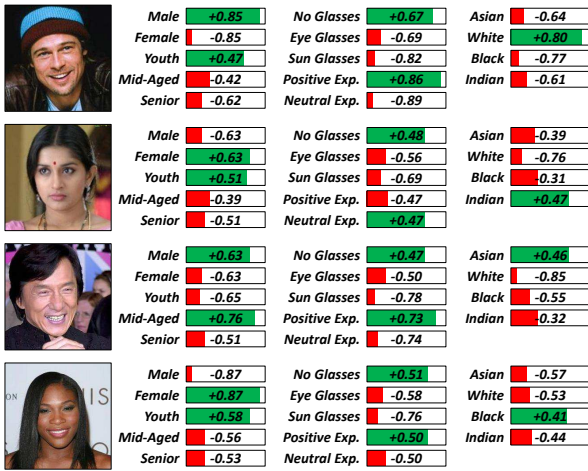 Male +0.85 No Glasses +0.67 Asian -0.64
Female -0.85 Eye Glasses -0.69 White +0.80
Youth +0.47 Sun Glasses -0.82 Black -0.77
Mid-Aged -0.42 Positive Exp. +0.86 Indian -0.61
Senior -0.62 Neutral Exp. -0.89
Male -0.63 No Glasses +0.48 Asian -0.39
Female +0.63 Eye Glasses -0.56 White -0.76
Youth +0.51 Sun Glasses -0.69 Black -0.31
Mid-Aged -0.39 Positive Exp. -0.47 Indian +0.47
Senior -0.51 Neutral Exp. +0.47
Male +0.63 No Glasses +0.47 Asian +0.46
Female -0.63 Eye Glasses -0.50 White -0.85
Youth -0.65 Sun Glasses -0.78 Black -0.55
Mid-Aged +0.76 Positive Exp. +0.73 Indian -0.32
Senior -0.51 Neutral Exp. -0.74
Male -0.87 No Glasses +0.51 Asian -0.57
ON IS Female +0.87 Eye Glasses -0.58 White -0.53
Youth +0.58 Sun Glasses -0.76 Black +0.41
Mid-Aged -0.56 Positive Exp. +0.50 Indian -0.44
Senior -0.53 Neutral Exp. -0.50